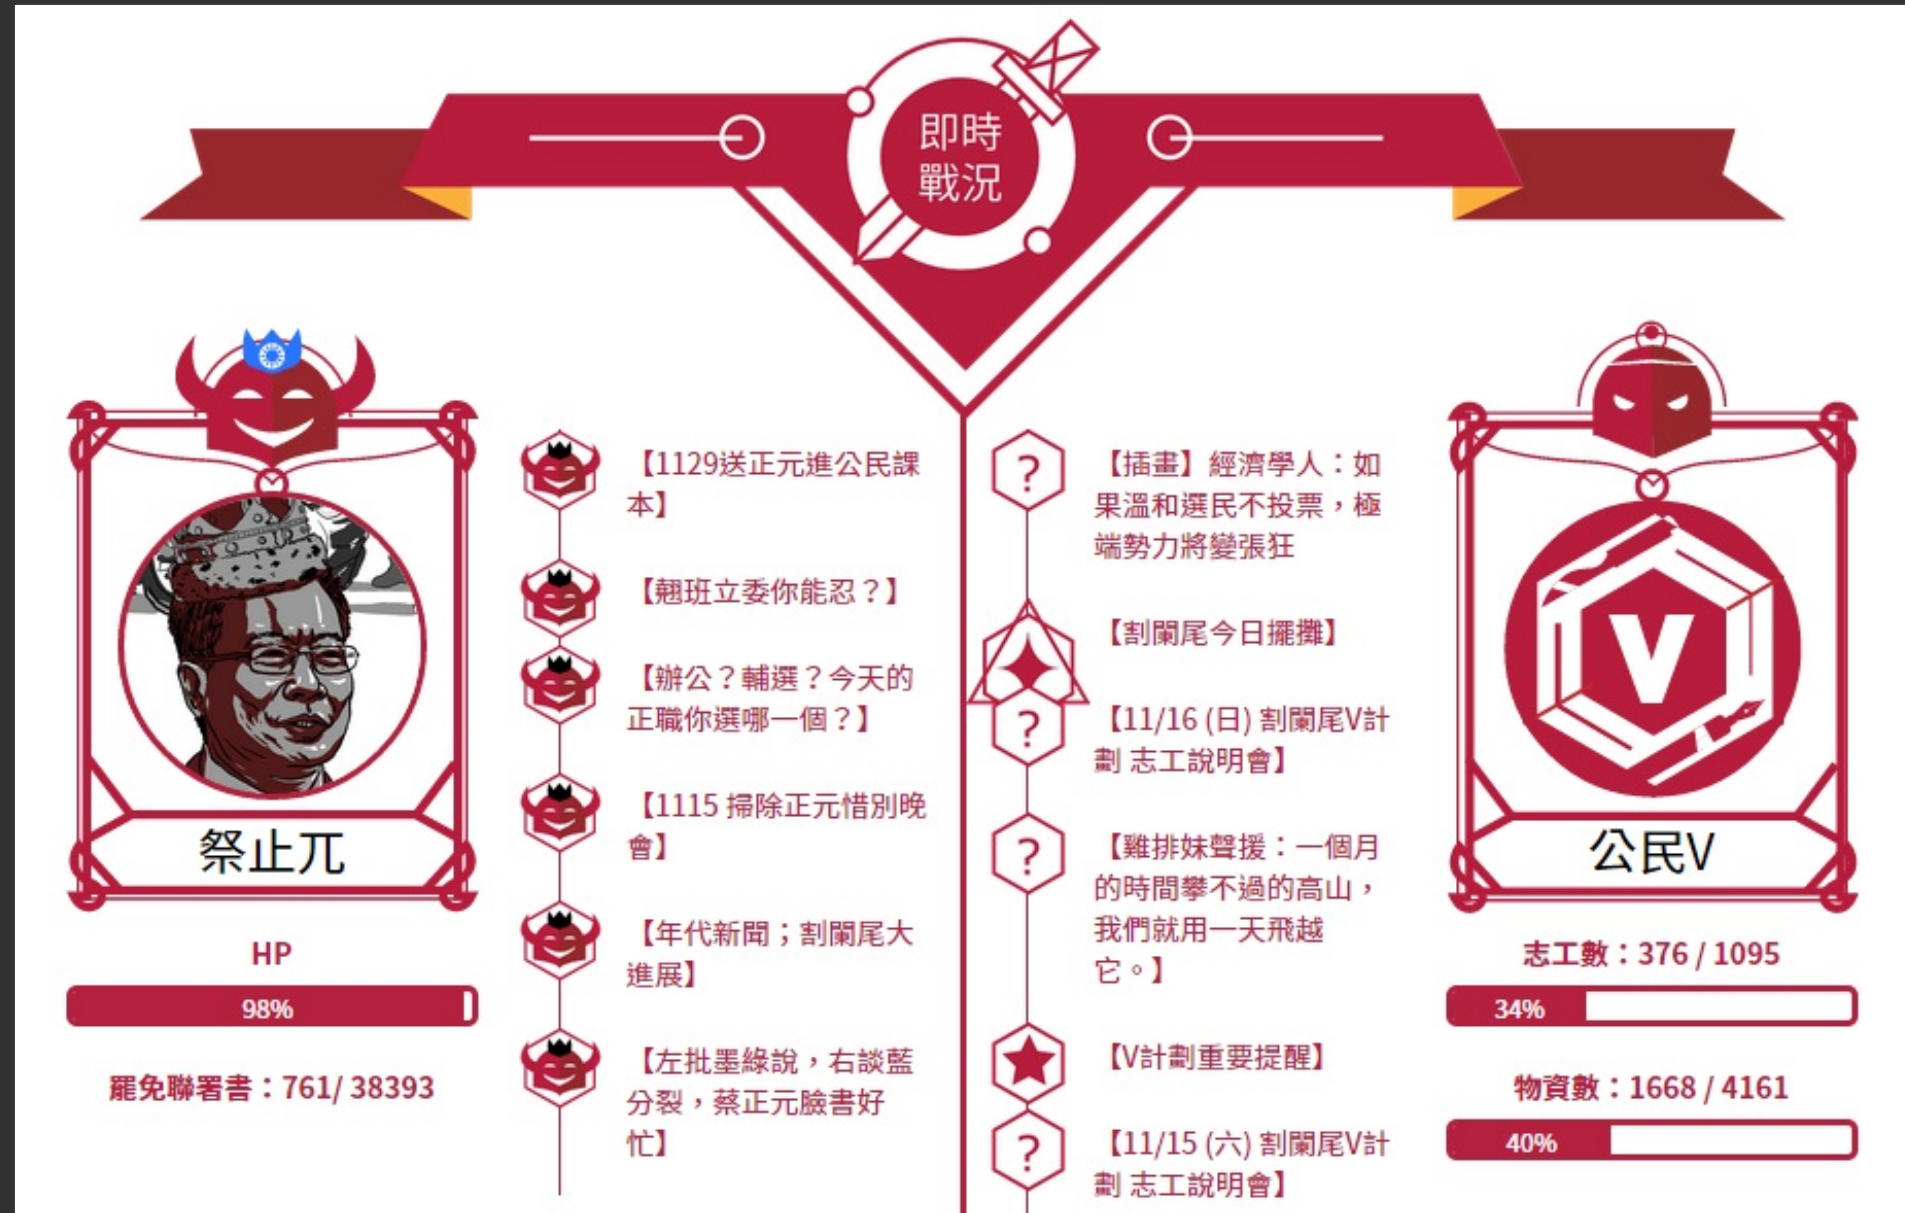 即時
戰況
祭止兀
HP
98%
罷免聯署書：761/ 38393
【1129送正元進公民課
本】
【翹班立委你能忍？】
【辦公？輔選？今天的
正職你選哪一個？】
【1115 掃除正元惜別晚
會】
【年代新聞；割闌尾大
進展】
【左批墨綠說，右談藍
分裂，蔡正元臉書好
忙】
?
【插畫】經濟學人：如
果溫和選民不投票，極
端勢力將變張狂
【割闌尾今日擺攤】
?
【11/16 (日) 割闌尾V計
劃 志工說明會】
?
【雞排妹聲援：一個月
的時間攀不過的高山，
我們就用一天飛越
它。】
【V計劃重要提醒】
?
【11/15 (六) 割闌尾V計
劃 志工說明會】
V
公民V
志工數：376 / 1095
34%
物資數：1668 / 4161
40%